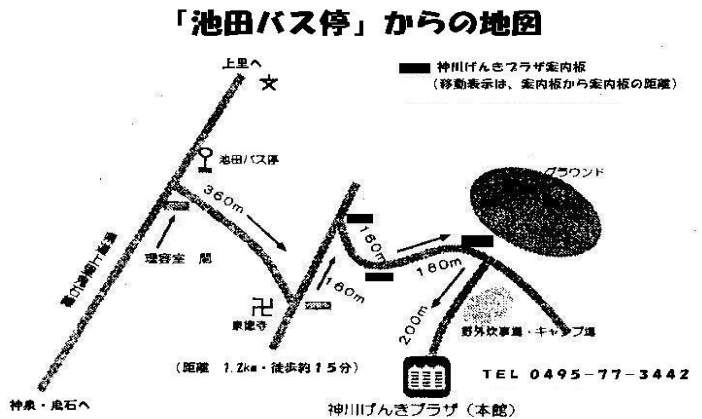 「池田バス停」からの地図
上里へ
神川げんきプラザ案内板
(移動表示は、案内板から案内板の距離)
池田バス停
グラウンド
360m
理容室 関
160m
160m
180m
200m
野外炊事場・キャンプ場
(距離 1.2km・徒歩約15分)
TEL 0495-77-3442
神泉・鬼石へ
神川げんきプラザ(本館)